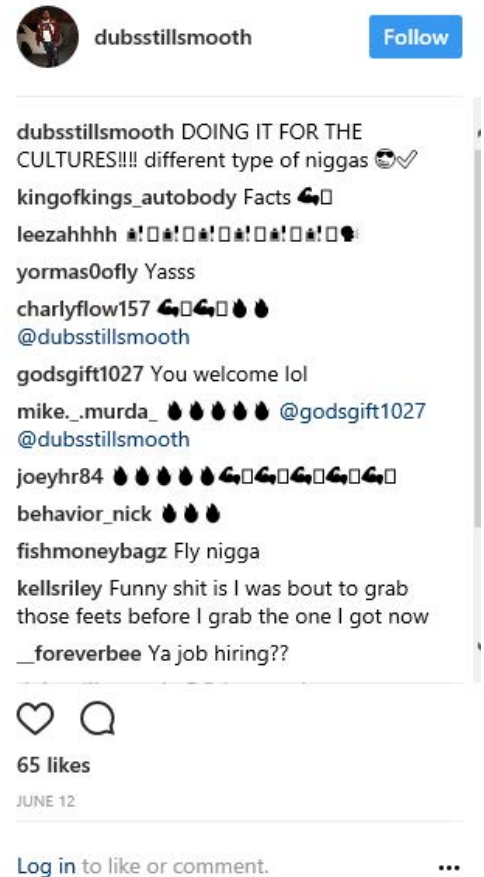 dubsstillsmooth
Follow
dubsstillsmooth DOING IT FOR THE
CULTURES!!!! different type of niggas 😎✅
kingofkings_autobody Facts 💪▯
leezahhhh
yormas0ofly Yasss
charlyflow157 💪▯💪▯🔥🔥
@dubsstillsmooth
godsgift1027 You welcome lol
mike._.murda_ 🔥🔥🔥🔥🔥 @godsgift1027
@dubsstillsmooth
joeyhr84 🔥🔥🔥🔥🔥💪▯💪▯💪▯💪▯💪▯
behavior_nick 🔥🔥🔥
fishmoneybagz Fly nigga
kellsriley Funny shit is I was bout to grab
those feets before I grab the one I got now
__foreverbee Ya job hiring??
65 likes
JUNE 12
Log in to like or comment.